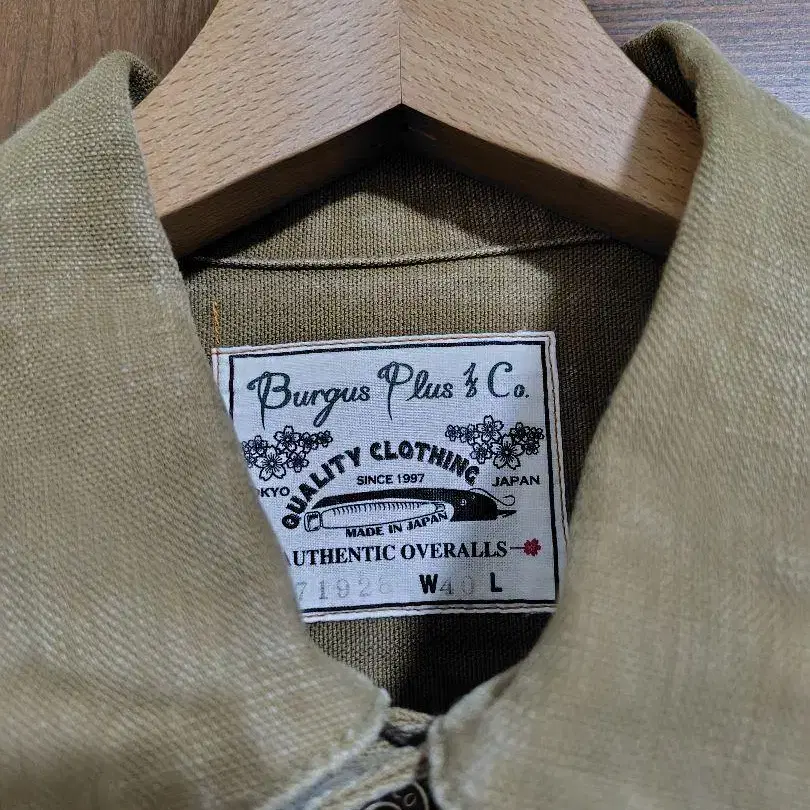 Burgus Plus & Co.
QUALITY CLOTHING
SINCE 1997
JAPAN
MADE IN JAPAN
AUTHENTIC OVERALLS
W40 L